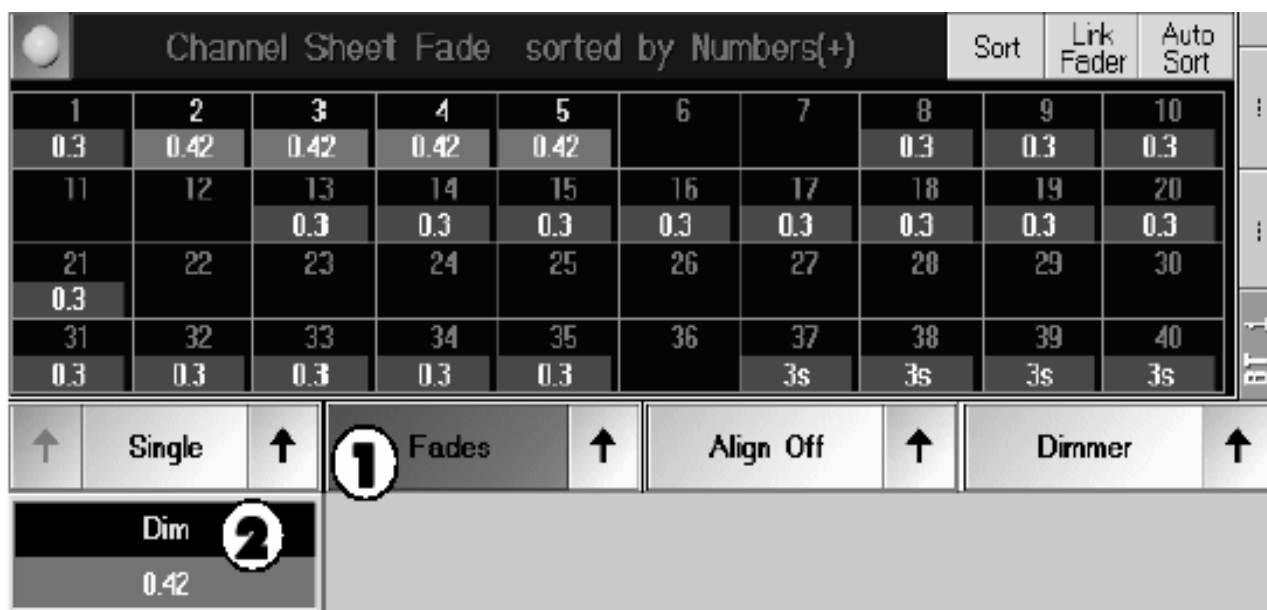 Channel Sheet Fade sorted by Numbers(+) Sort Link Fader Auto Sort
1 2 3 4 5 6 7 8 9 10
0.3 0.42 0.42 0.42 0.42 0.3 0.3 0.3
11 12 13 14 15 16 17 18 19 20
0.3 0.3 0.3 0.3 0.3 0.3 0.3 0.3
21 22 23 24 25 26 27 28 29 30
0.3
31 32 33 34 35 36 37 38 39 40
0.3 0.3 0.3 0.3 0.3 3s 3s 3s 3s
BT 1
Single 1 Fades Align Off Dimmer
Dim 2
0.42